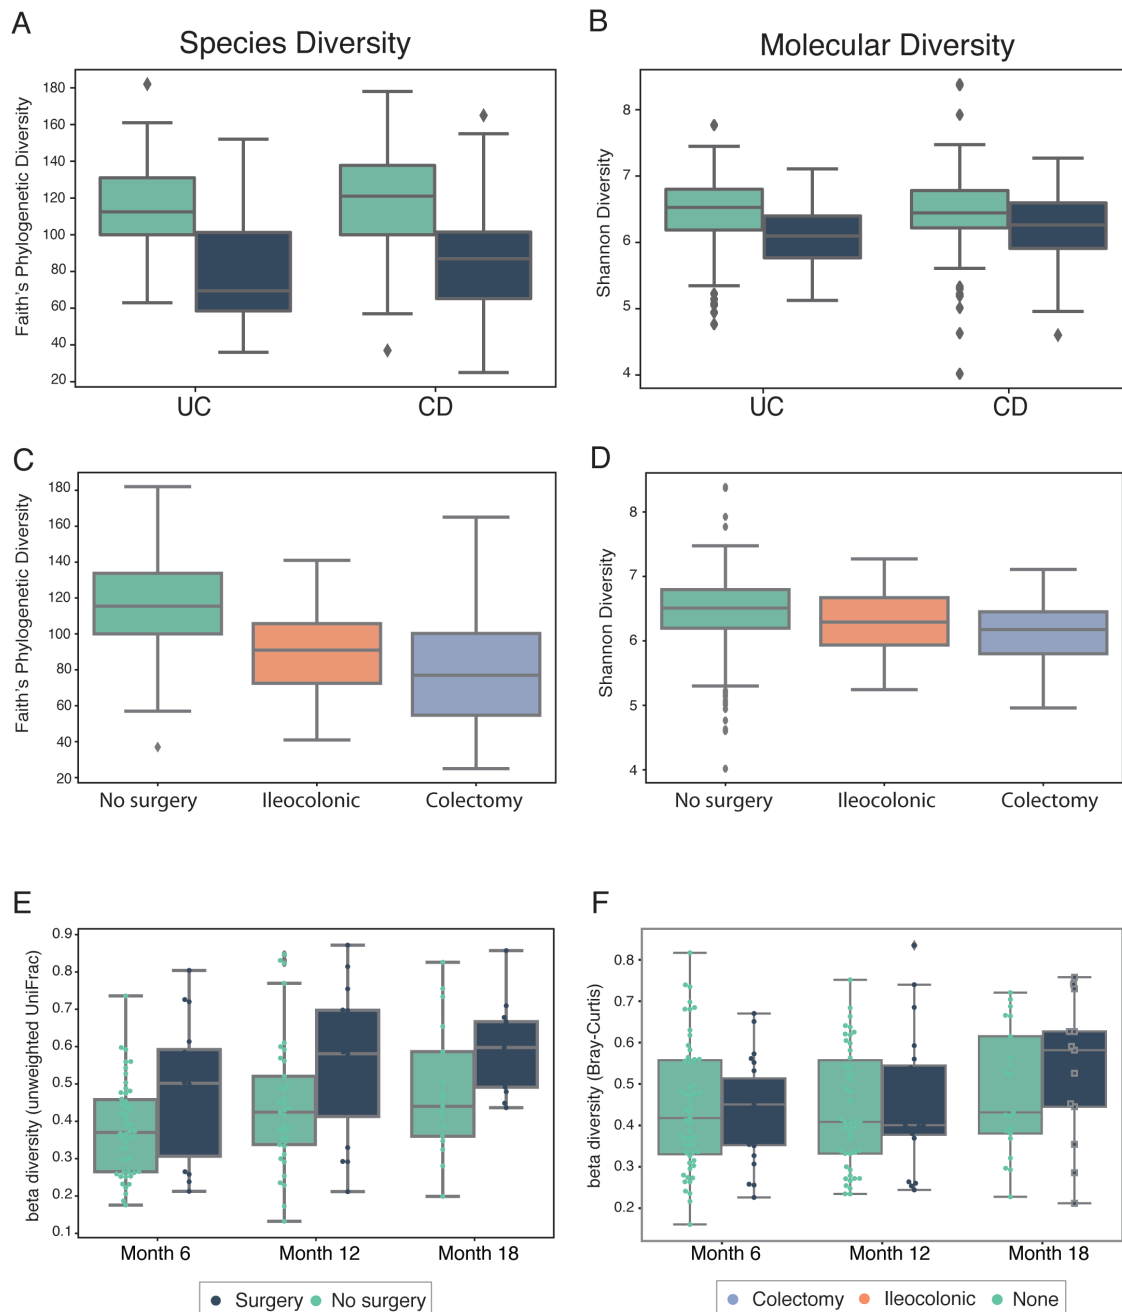 A
Species Diversity
Faith's Phylogenetic Diversity
180
160
140
120
100
80
60
40
20
UC
CD
B
Molecular Diversity
Shannon Diversity
8
7
6
5
4
UC
CD
C
Faith's Phylogenetic Diversity
180
160
140
120
100
80
60
40
20
No surgery
Ileocolonic
Colectomy
D
Shannon Diversity
8
7
6
5
4
No surgery
Ileocolonic
Colectomy
E
beta diversity (unweighted UniFrac)
0.9
0.8
0.7
0.6
0.5
0.4
0.3
0.2
0.1
Month 6
Month 12
Month 18
Surgery
No surgery
F
beta diversity (Bray-Curtis)
0.8
0.7
0.6
0.5
0.4
0.3
0.2
Month 6
Month 12
Month 18
Colectomy
Ileocolonic
None